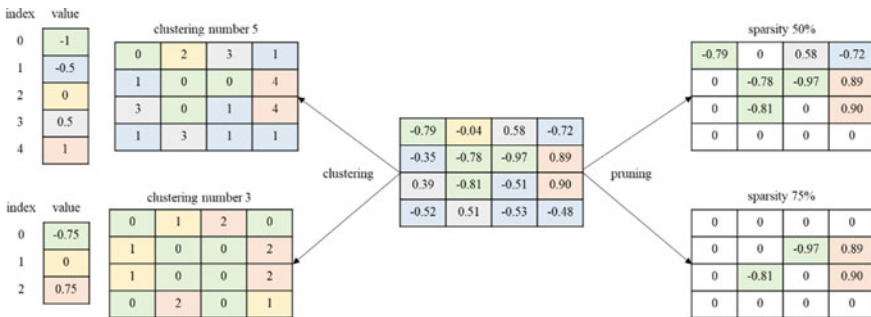 index value
0 -1
1 -0.5
2 0
3 0.5
4 1
clustering number 5
0 2 3 1
1 0 0 4
3 0 1 4
1 3 1 1
index value
0 -0.75
1 0
2 0.75
clustering number 3
0 1 2 0
1 0 0 2
1 0 0 2
0 2 0 1
clustering
-0.79 -0.04 0.58 -0.72
-0.35 -0.78 -0.97 0.89
0.39 -0.81 -0.51 0.90
-0.52 0.51 -0.53 -0.48
pruning
sparsity 50%
-0.79 0 0.58 -0.72
0 -0.78 -0.97 0.89
0 -0.81 0 0.90
0 0 0 0
sparsity 75%
0 0 0 0
0 0 -0.97 0.89
0 -0.81 0 0.90
0 0 0 0